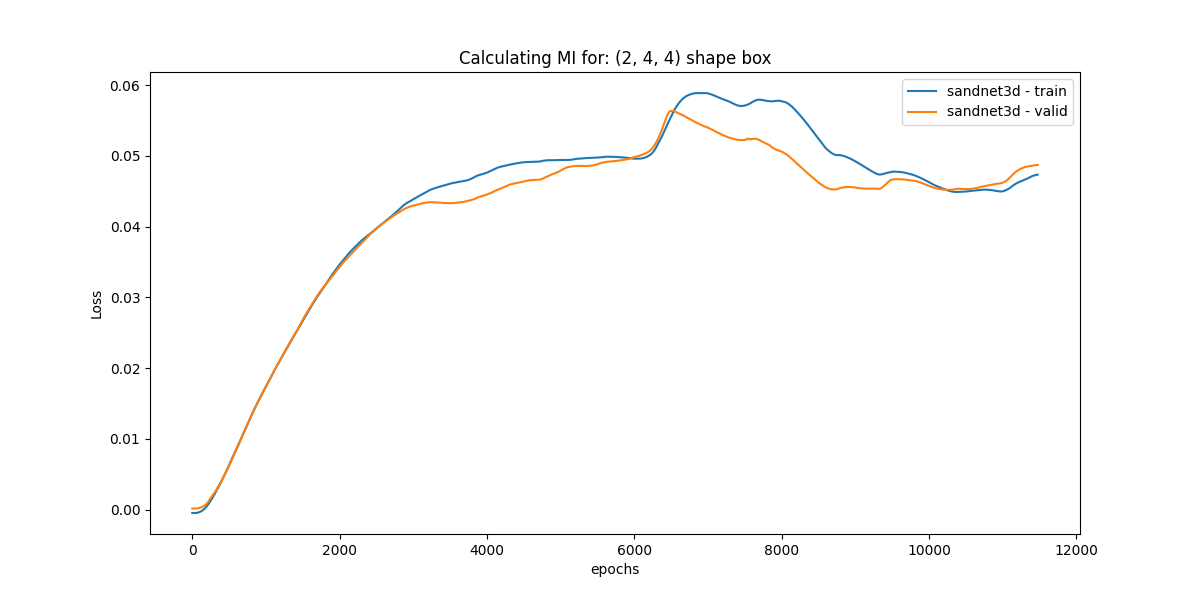 Calculating MI for: (2, 4, 4) shape box
sandnet3d - train
sandnet3d - valid
Loss
0.06
0.05
0.04
0.03
0.02
0.01
0.00
0 2000 4000 6000 8000 10000 12000
epochs